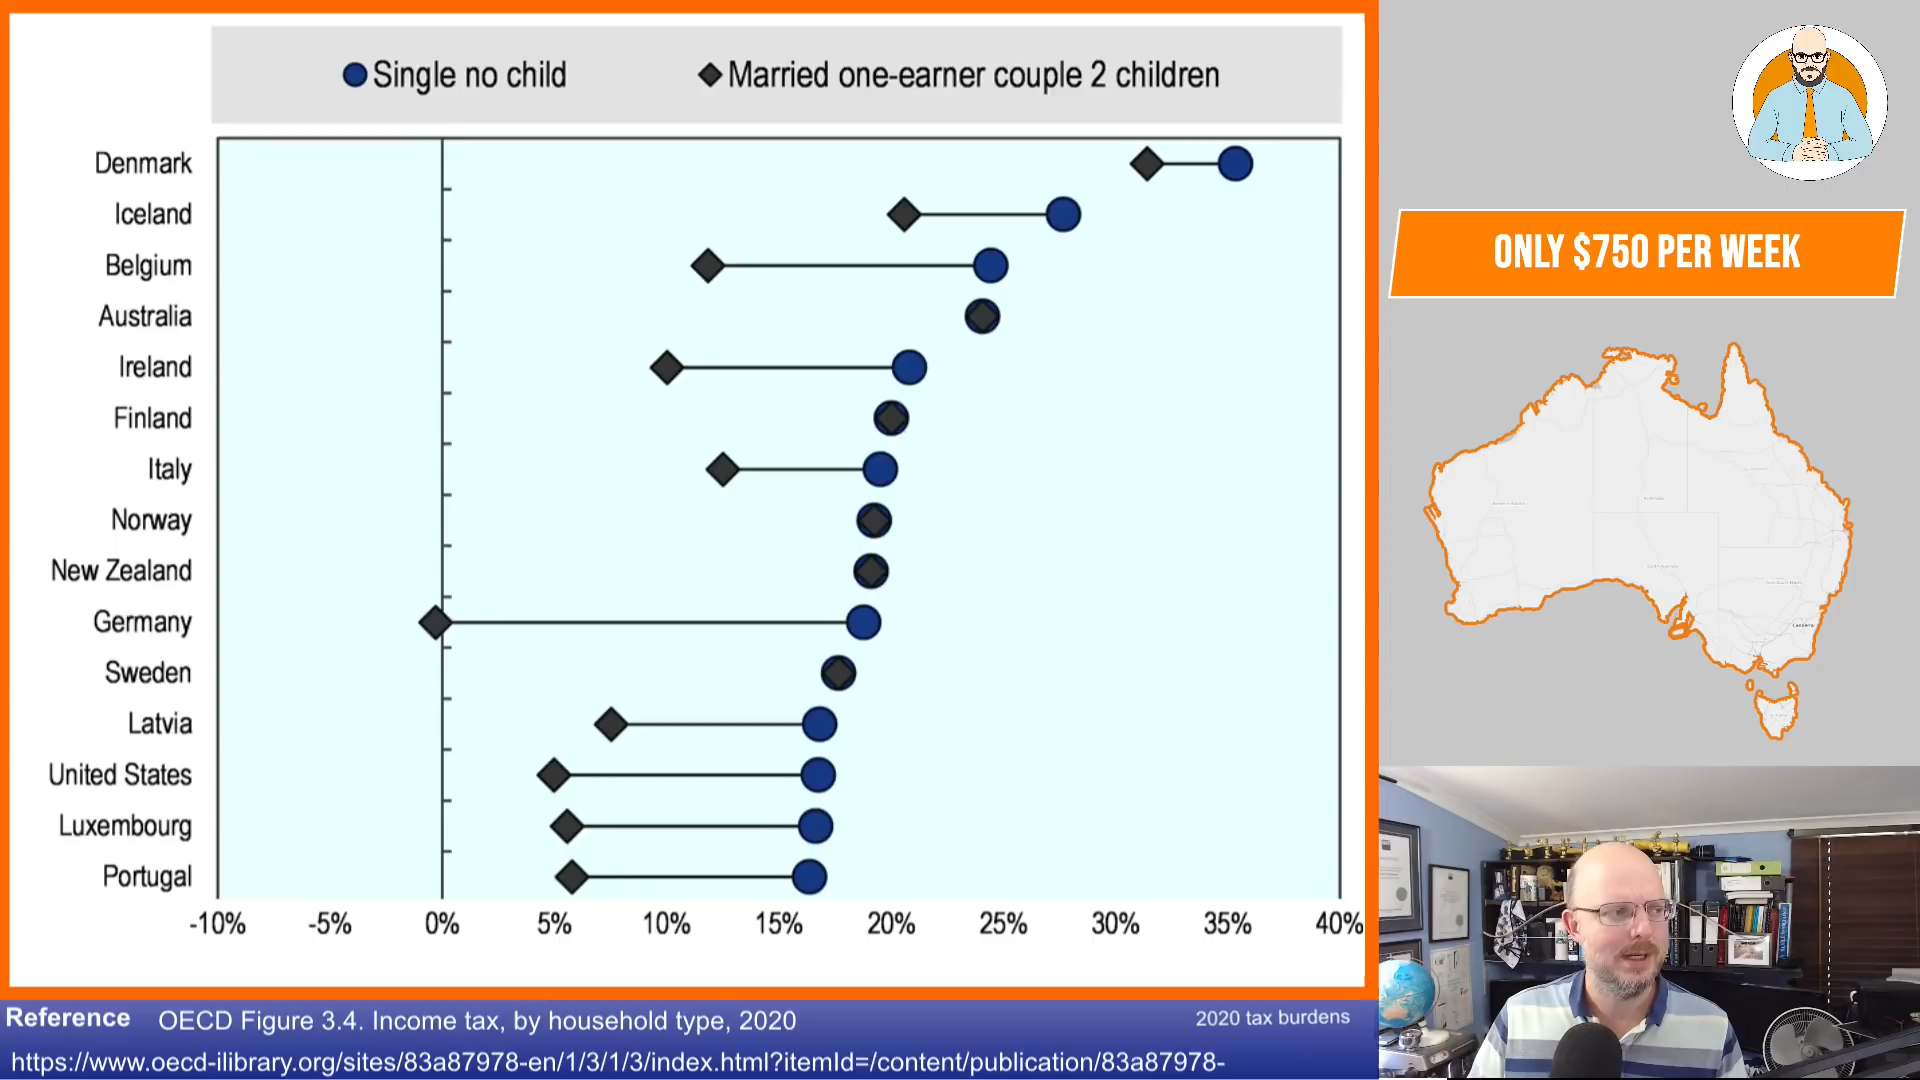 Single no child
Married one-earner couple 2 children
Denmark
Iceland
Belgium
Australia
Ireland
Finland
Italy
Norway
New Zealand
Germany
Sweden
Latvia
United States
Luxembourg
Portugal
-10% -5% 0% 5% 10% 15% 20% 25% 30% 35% 40%
Reference OECD Figure 3.4. Income tax, by household type, 2020
2020 tax burdens
https://www.oecd-ilibrary.org/sites/83a87978-en/1/3/1/3/index.html?itemId=/content/publication/83a87978-
ONLY $750 PER WEEK
Australia
Canberra